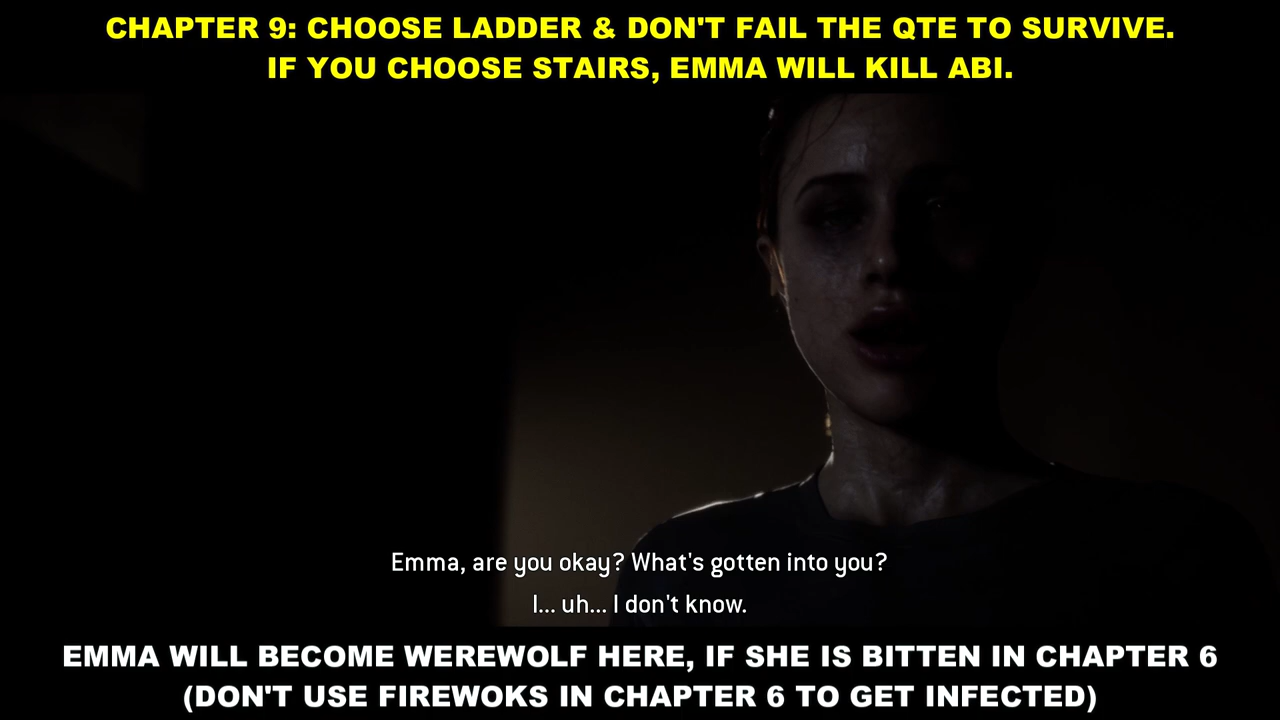 CHAPTER 9: CHOOSE LADDER & DON'T FAIL THE QTE TO SURVIVE.
IF YOU CHOOSE STAIRS, EMMA WILL KILL ABI.
Emma, are you okay? What's gotten into you?
I... uh... I don't know.
EMMA WILL BECOME WEREWOLF HERE, IF SHE IS BITTEN IN CHAPTER 6
(DON'T USE FIREWOKS IN CHAPTER 6 TO GET INFECTED)